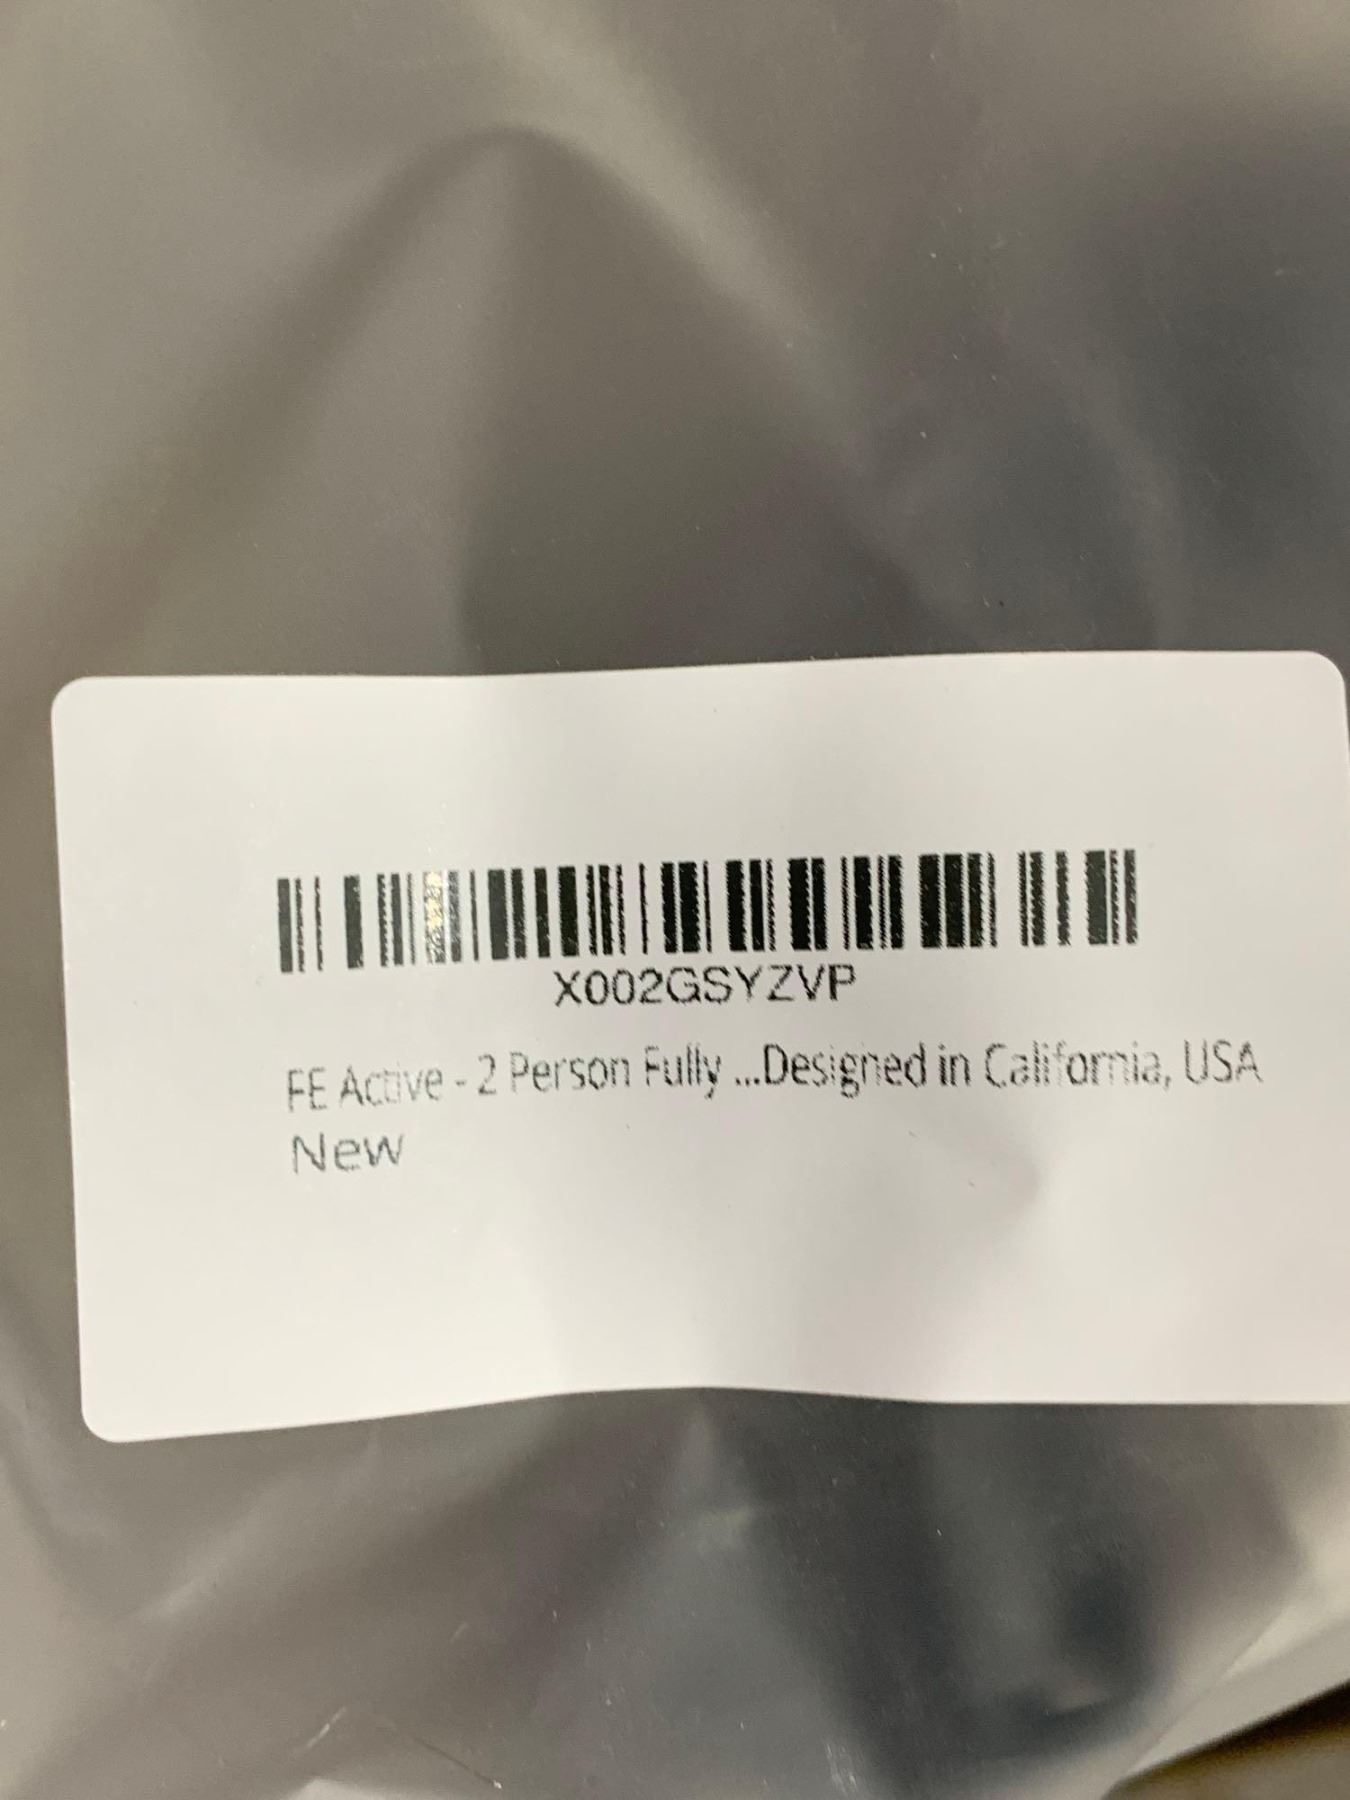 X002GSYZVP
FE Active - 2 Person Fully ...Designed in California, USA
New